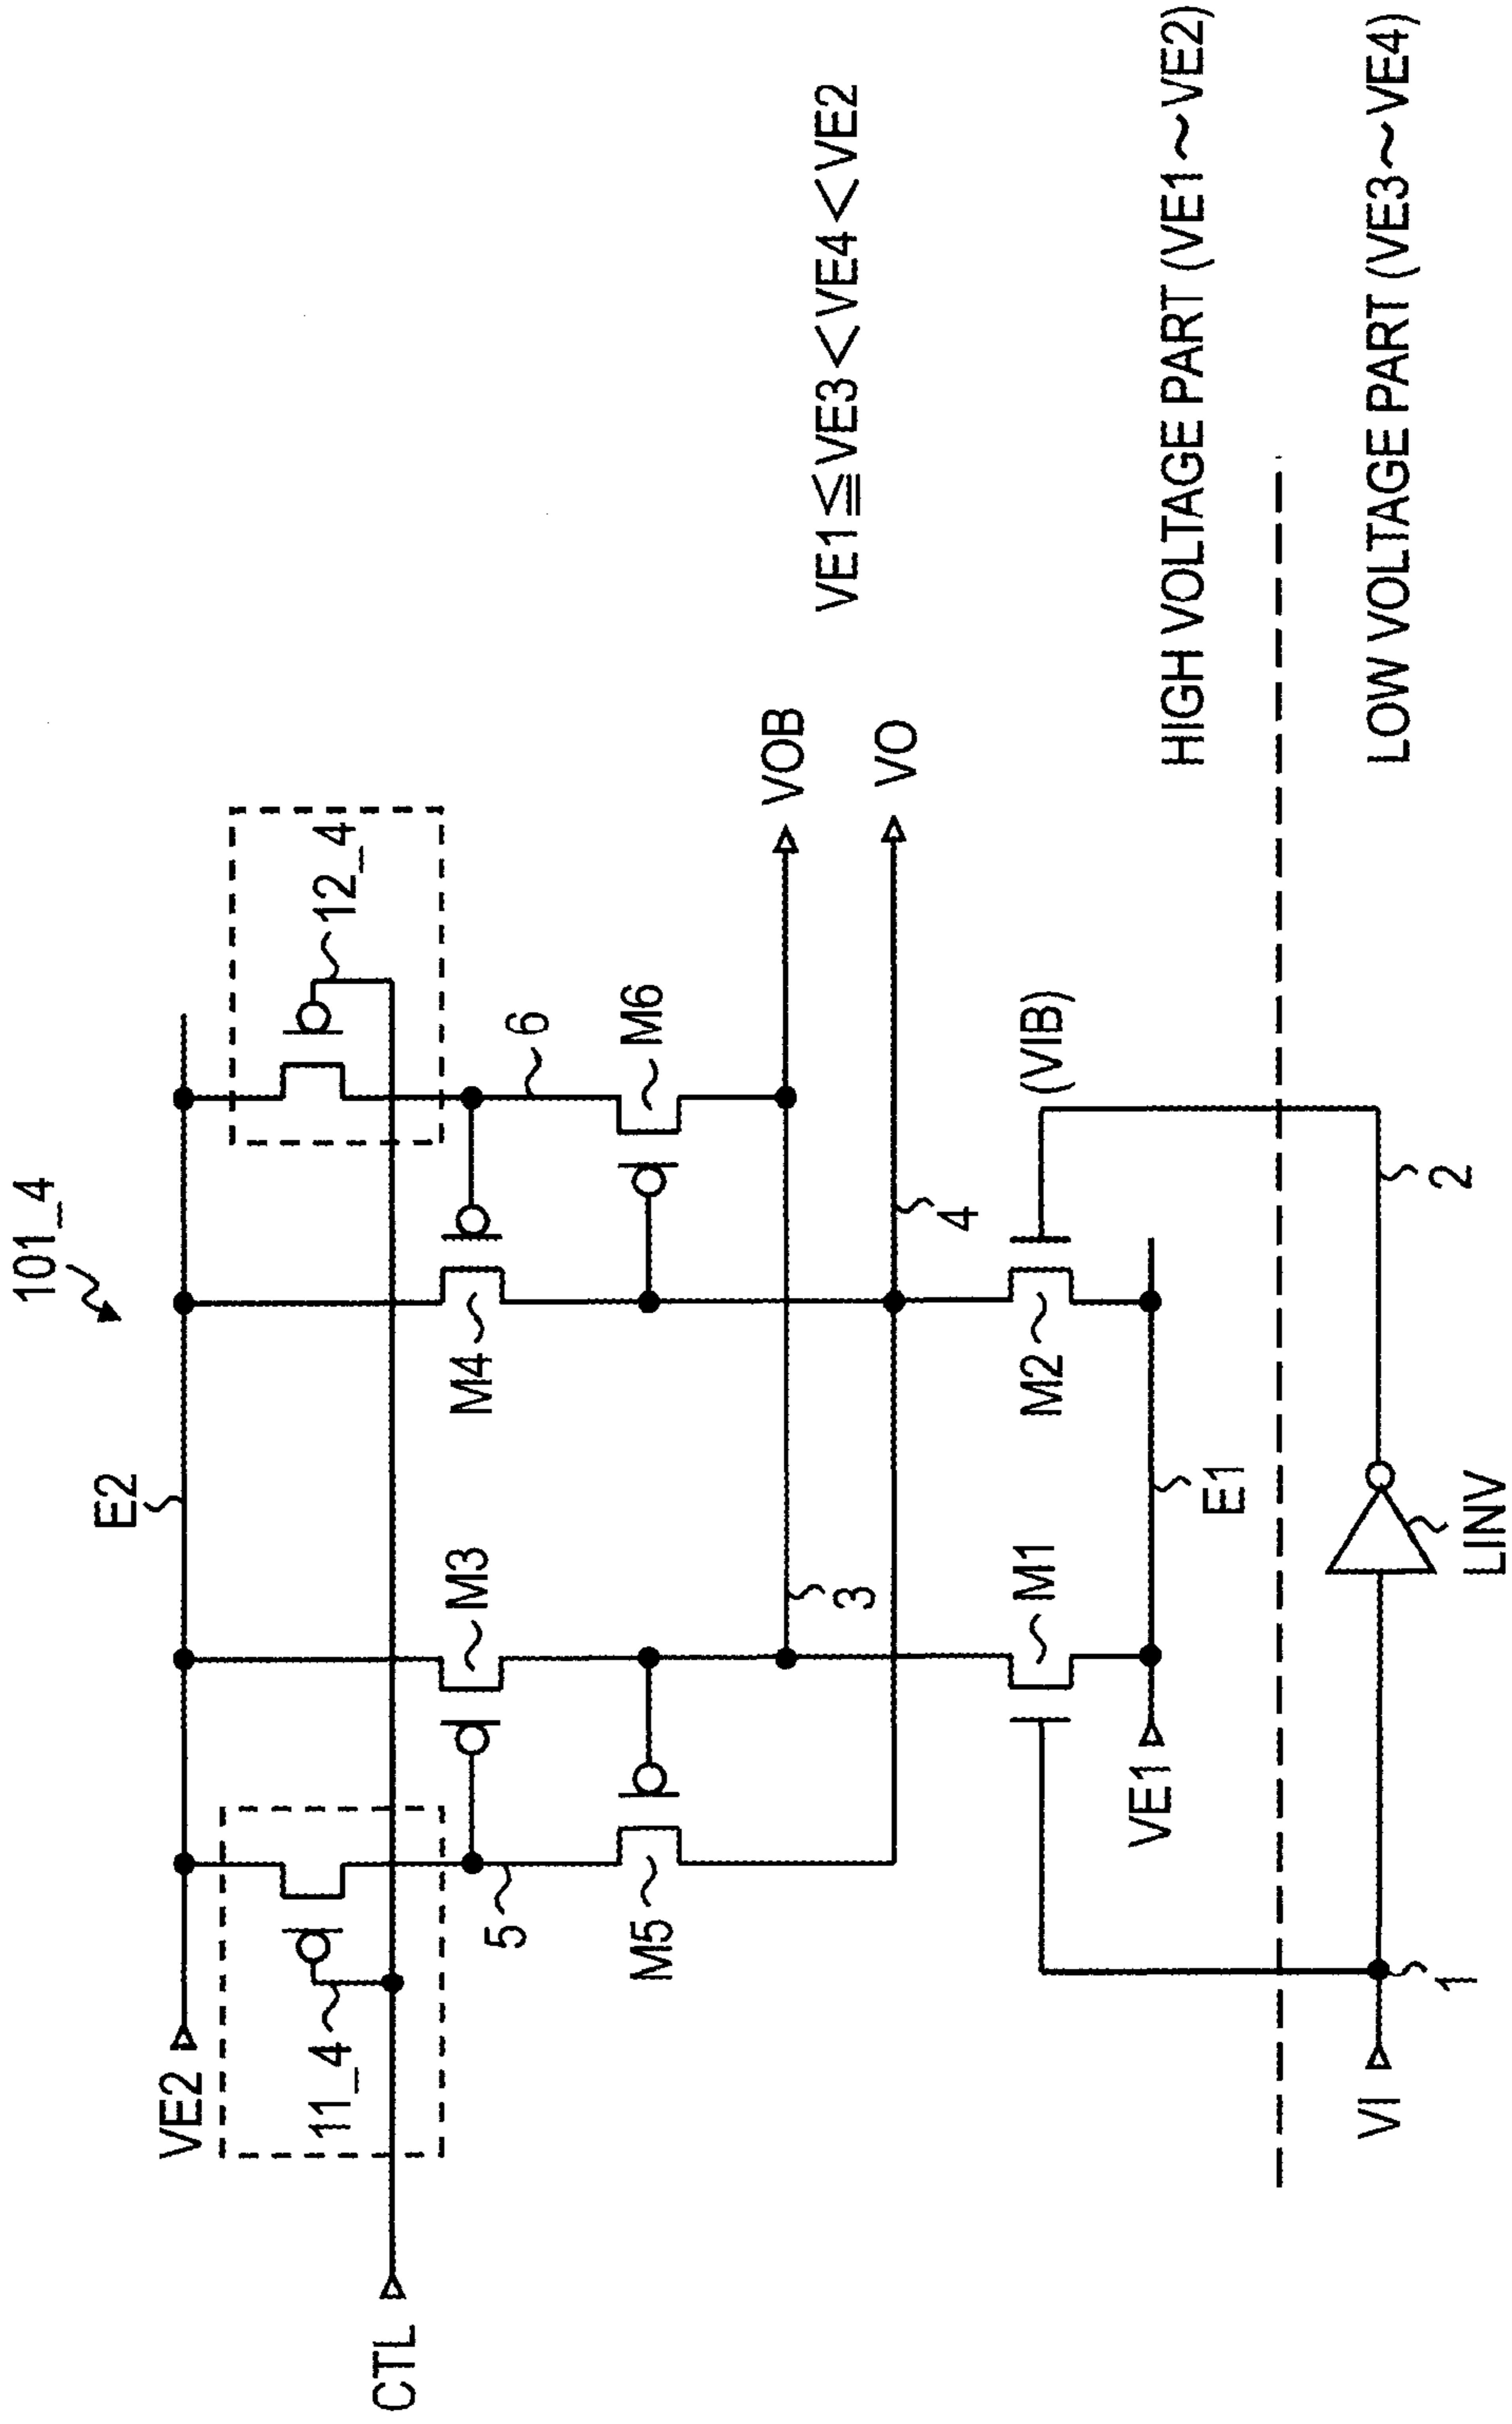 101_4
E2
VE2
11_4
12_4
CTL
M3
M4
5
6
M5
M6
VOB
3
VO
4
VE1≦VE3<VE4<VE2
M1
M2
(VIB)
VE1
E1
HIGH VOLTAGE PART (VE1~VE2)
LOW VOLTAGE PART (VE3~VE4)
VI
1
2
LINV